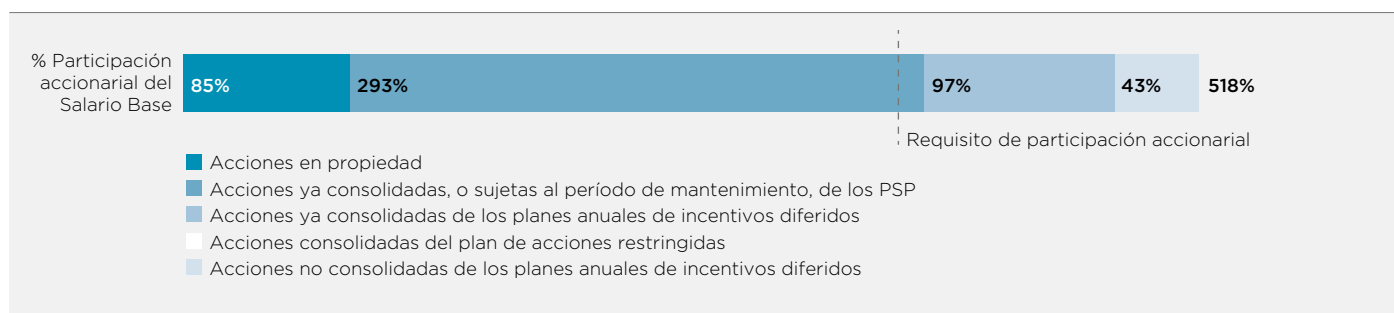 % Participación
accionarial del
Salario Base
85%
293%
97%
43%
518%
Requisito de participación accionarial
Acciones en propiedad
Acciones ya consolidadas, o sujetas al período de mantenimiento, de los PSP
Acciones ya consolidadas de los planes anuales de incentivos diferidos
Acciones consolidadas del plan de acciones restringidas
Acciones no consolidadas de los planes anuales de incentivos diferidos